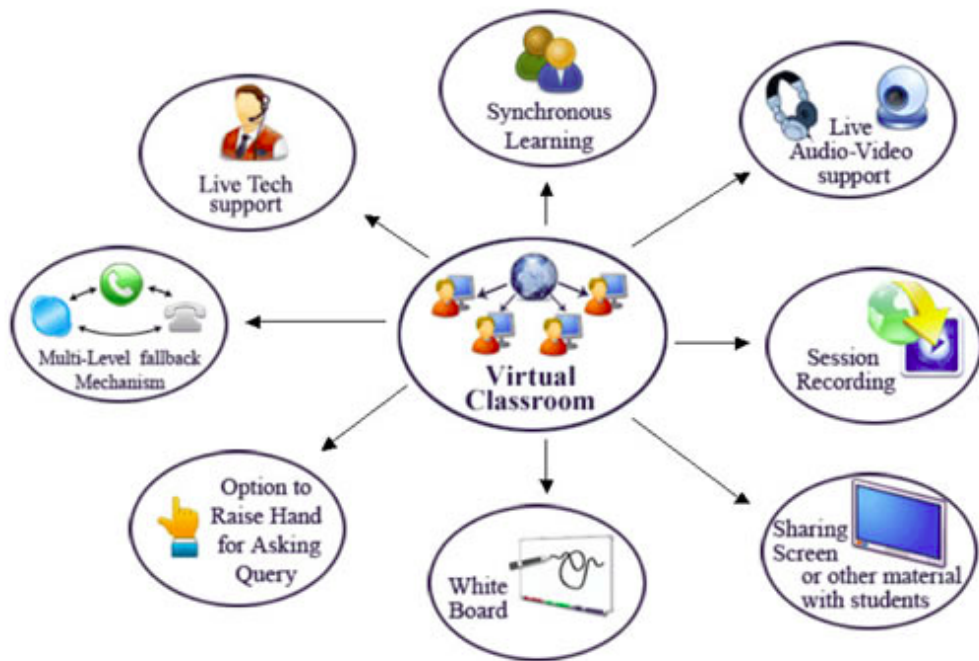 Synchronous
Learning
Live
Audio-Video
support
Live Tech
support
Multi-Level fallback
Mechanism
Virtual
Classroom
Session
Recording
Option to
Raise Hand
for Asking
Query
White
Board
Sharing
Screen
or other material
with students